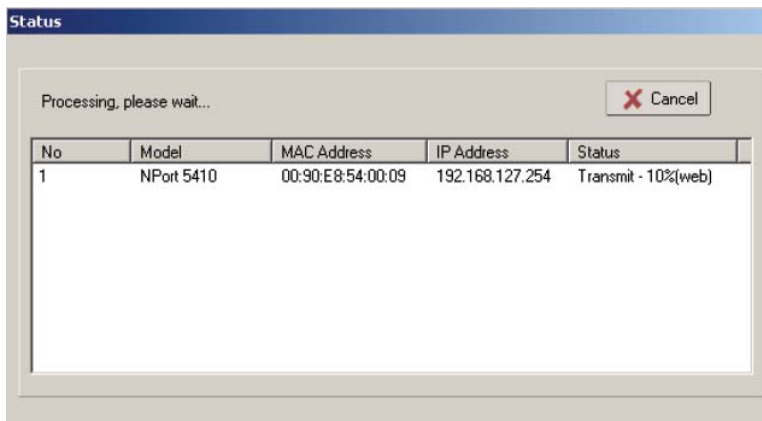 Status
Processing, please wait...
Cancel
No Model MAC Address IP Address Status
1 NPort 5410 00:90:E8:54:00:09 192.168.127.254 Transmit - 10%(web)